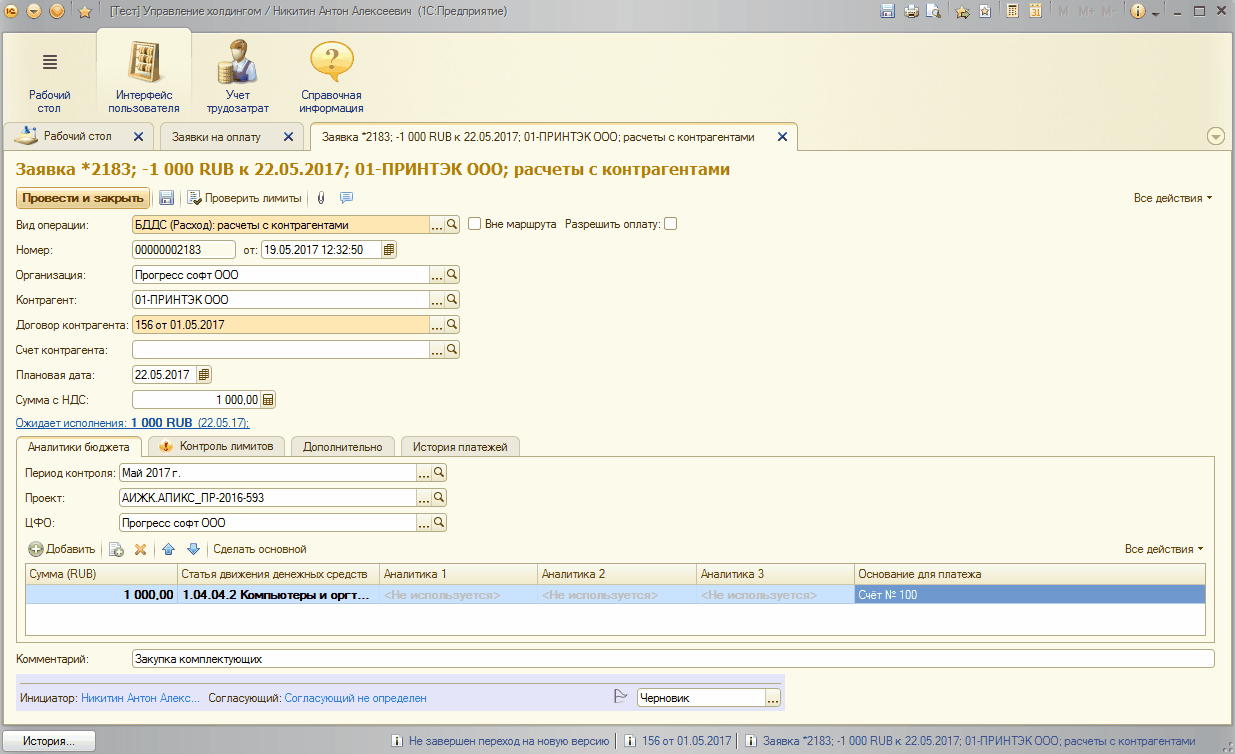 [Тест] Управление холдингом / Никитин Антон Алексеевич (1С:Предприятие)
M M+ M-
Рабочий стол
Интерфейс пользователя
Учет трудозатрат
Справочная информация
Рабочий стол
Заявки на оплату
Заявка *2183; -1 000 RUB к 22.05.2017; 01-ПРИНТЭК ООО; расчеты с контрагентами
Заявка *2183; -1 000 RUB к 22.05.2017; 01-ПРИНТЭК ООО; расчеты с контрагентами
Провести и закрыть Проверить лимиты Все действия
Вид операции: БДДС (Расход): расчеты с контрагентами ... Вне маршрута Разрешить оплату:
Номер: 00000002183 от: 19.05.2017 12:32:50
Организация: Прогресс софт ООО ...
Контрагент: 01-ПРИНТЭК ООО ...
Договор контрагента: 156 от 01.05.2017 ...
Счет контрагента: ...
Плановая дата: 22.05.2017
Сумма с НДС: 1 000,00
Ожидает исполнения: 1 000 RUB (22.05.17);
Аналитики бюджета Контроль лимитов Дополнительно История платежей
Период контроля: Май 2017 г. ...
Проект: АИЖК.АПИКС_ПР-2016-593 ...
ЦФО: Прогресс софт ООО ...
Добавить Сделать основной Все действия
Сумма (RUB) Статья движения денежных средств Аналитика 1 Аналитика 2 Аналитика 3 Основание для платежа
1 000,00 1.04.04.2 Компьютеры и оргт... <Не используется> <Не используется> <Не используется> Счёт № 100
Комментарий: Закупка комплектующих
Инициатор: Никитин Антон Алекс... Согласующий: Согласующий не определен Черновик ...
История... Не завершен переход на новую версию 156 от 01.05.2017 Заявка *2183; -1 000 RUB к 22.05.2017; 01-ПРИНТЭК ООО; расчеты с контрагентами